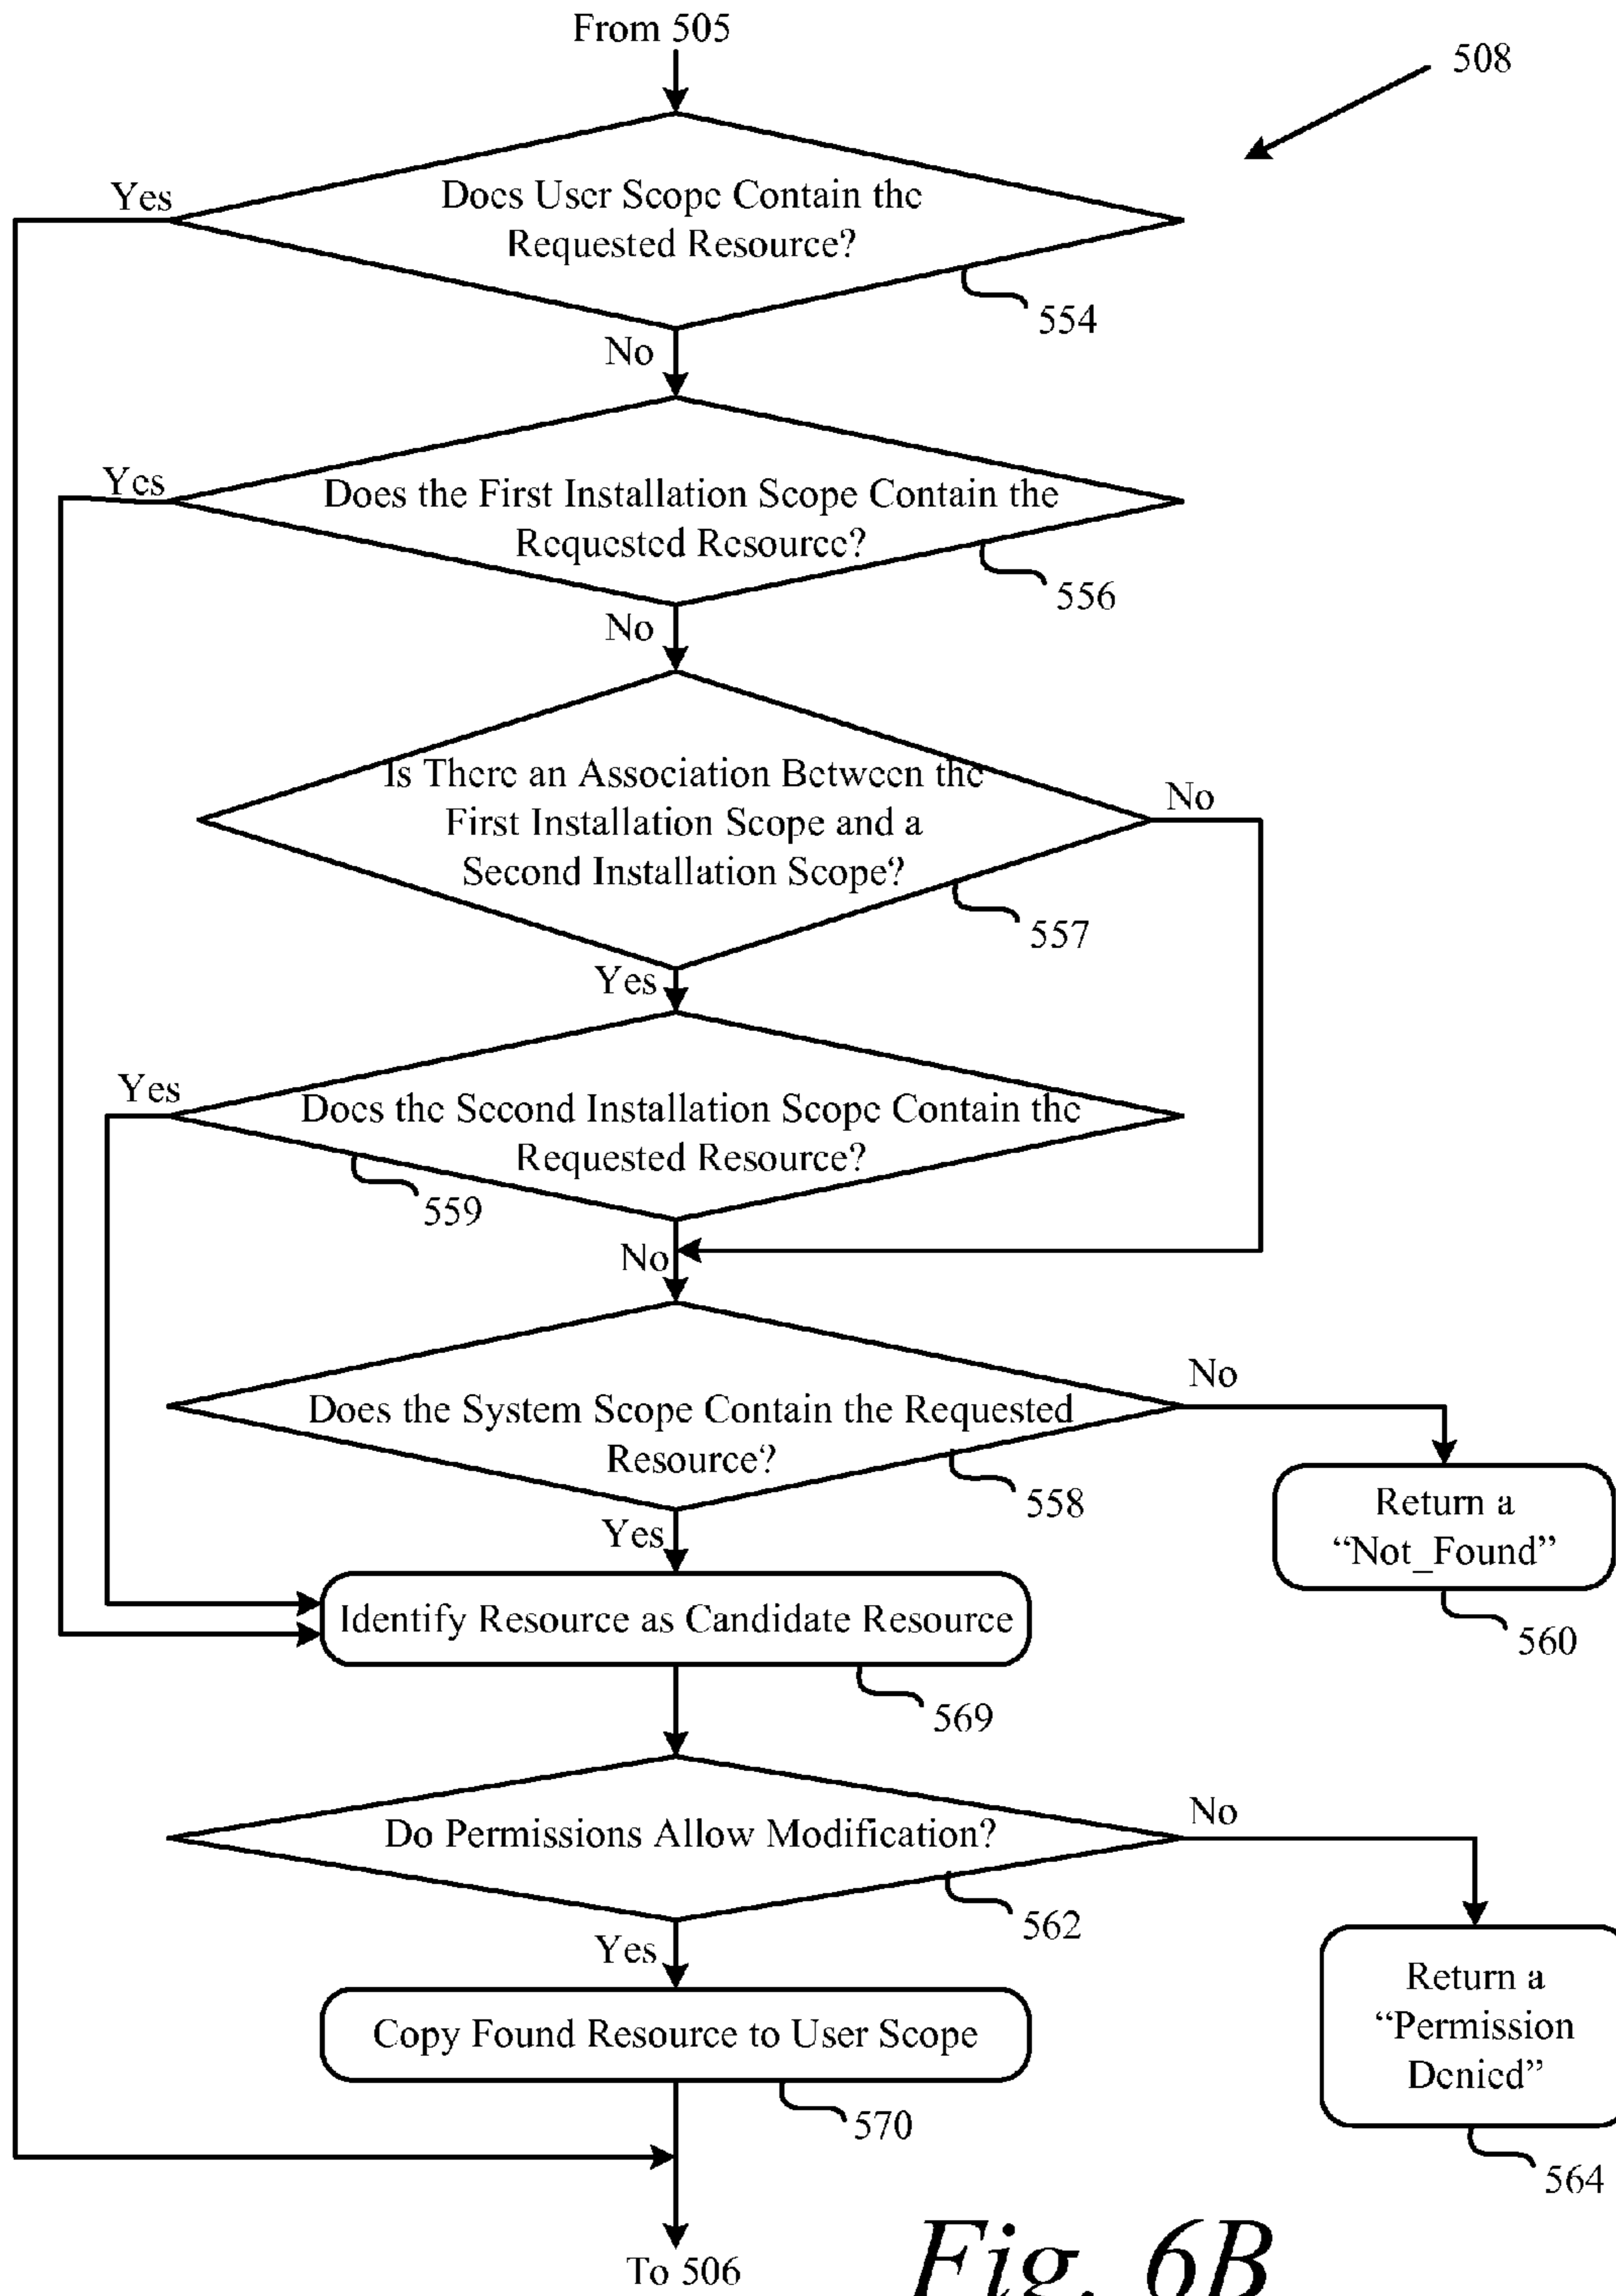 From 505
508
Yes
Does User Scope Contain the
Requested Resource?
554
No
Yes
Does the First Installation Scope Contain the
Requested Resource?
556
No
Is There an Association Between the
First Installation Scope and a
Second Installation Scope?
No
557
Yes
Yes
Does the Second Installation Scope Contain the
Requested Resource?
559
No
No
Does the System Scope Contain the Requested
Resource?
558
Return a
“Not_Found”
560
Yes
Identify Resource as Candidate Resource
569
No
Do Permissions Allow Modification?
562
Yes
Return a
“Permission
Denied”
564
Copy Found Resource to User Scope
570
To 506
Fig. 6B